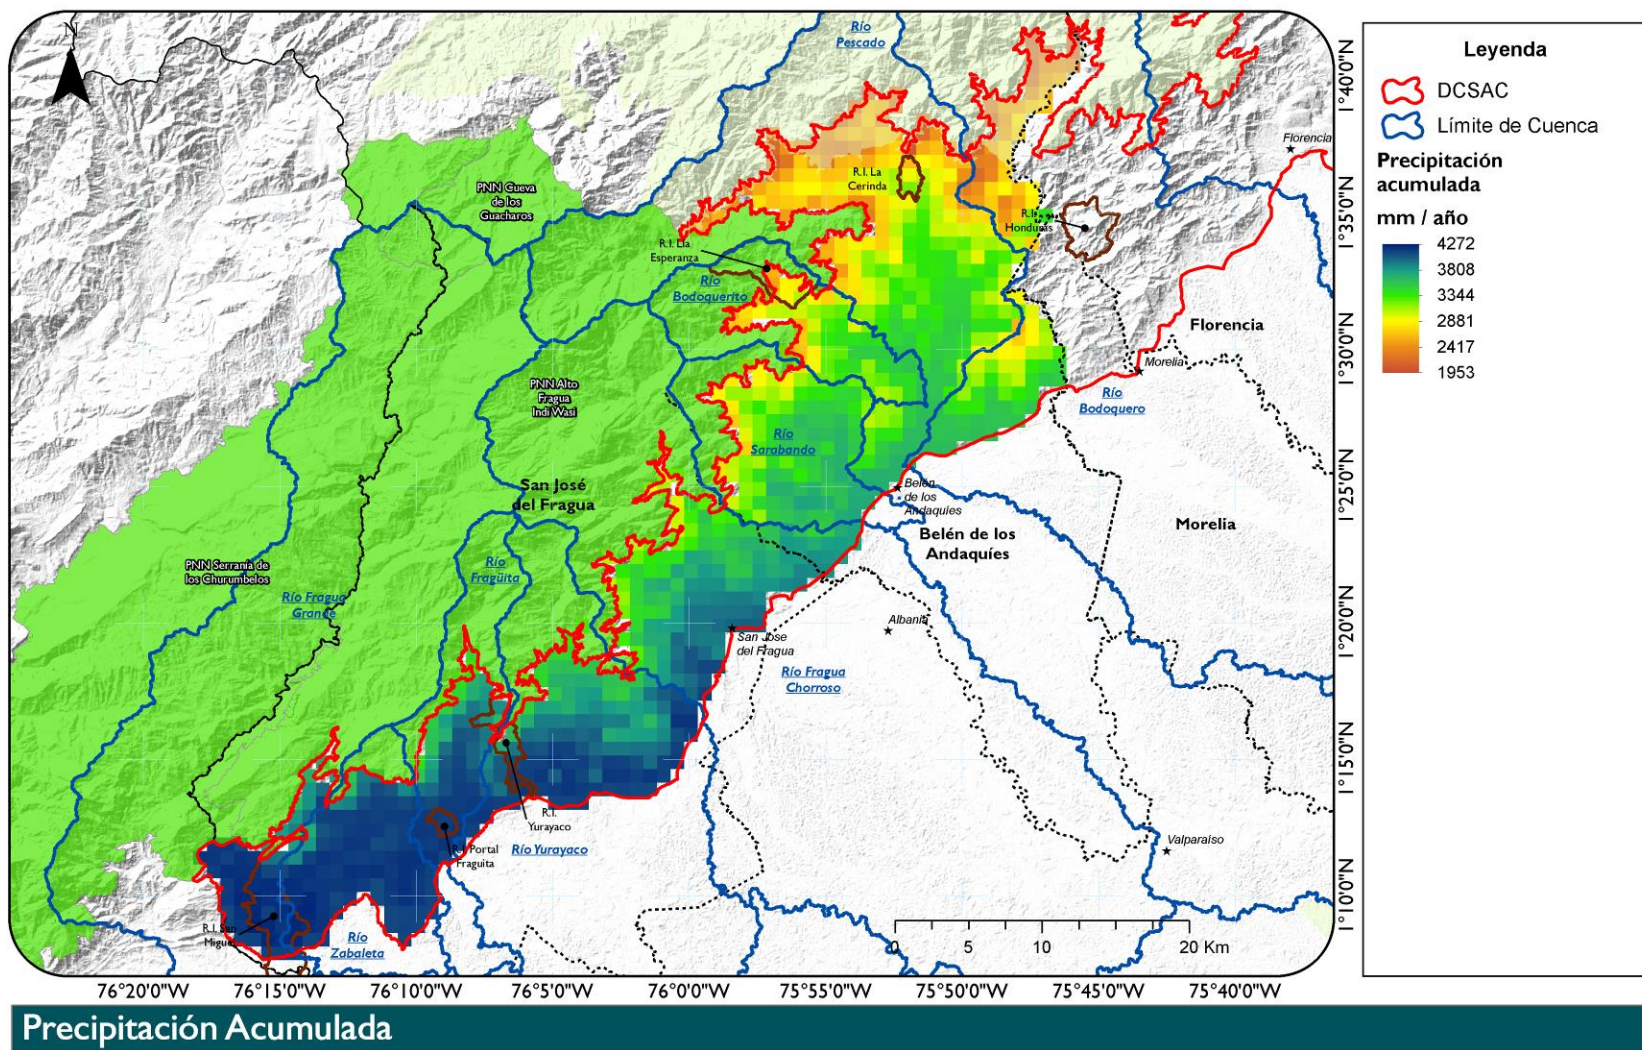 N
Río
Pescado
Florencia
PNN Cueva
de los
Guacharos
R.I. La
Cerinda
R.I.
Honduras
R.I. Lla
Esperanza
Río
Bodoquerito
Florencia
Morelia
PNN Alto
Fragua
Indi Wasi
Río
Bodoquero
Río
Sarabando
San José
del Fragua
Belén
de los
Andaquíes
Belén de los
Andaquíes
Morelia
PNN Serranía de
los Churumbelos
Río
Fragüita
Río Fragua
Grande
Albania
San Jose
del Fragua
Río Fragua
Chorroso
R.I.
Yurayaco
Río Yurayaco
R.I. Portal
Fraguita
Valparaíso
R.I. San
Miguel
Río
Zabaleta
0 5 10 20 Km
1°40'0"N
1°35'0"N
1°30'0"N
1°25'0"N
1°20'0"N
1°15'0"N
1°10'0"N
76°20'0"W 76°15'0"W 76°10'0"W 76°5'0"W 76°0'0"W 75°55'0"W 75°50'0"W 75°45'0"W 75°40'0"W
Leyenda
DCSAC
Límite de Cuenca
Precipitación
acumulada
mm / año
4272
3808
3344
2881
2417
1953
Precipitación Acumulada